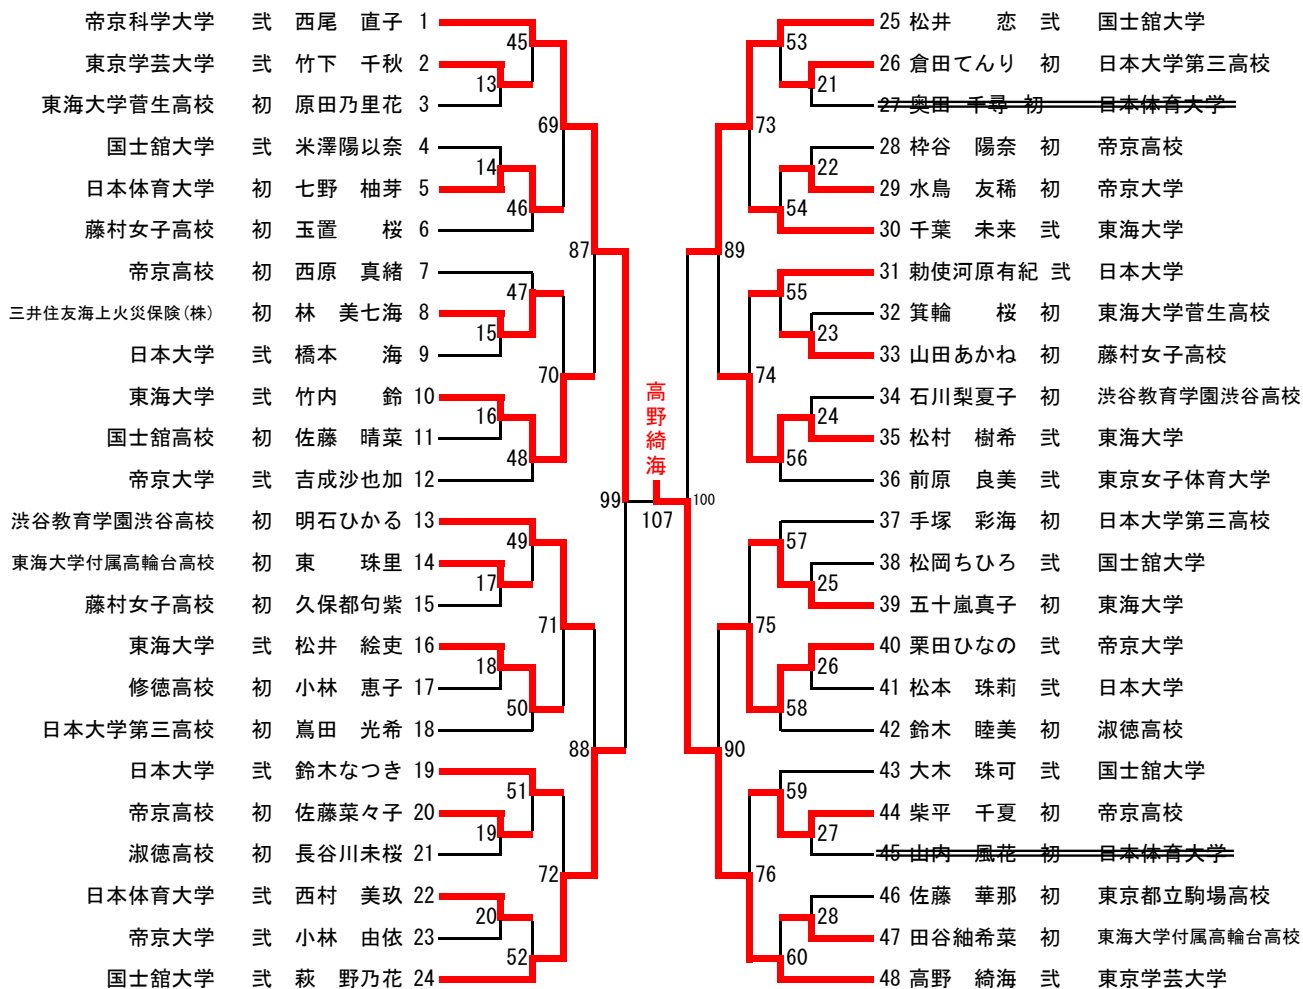 帝京科学大学 弐 西尾 直子 1
東京学芸大学 弐 竹下 千秋 2
東海大学菅生高校 初 原田乃里花 3
国士舘大学 弐 米澤陽以奈 4
日本体育大学 初 七野 柚芽 5
藤村女子高校 初 玉置 桜 6
帝京高校 初 西原 真緒 7
三井住友海上火災保険(株) 初 林 美七海 8
日本大学 弐 橋本 海 9
東海大学 弐 竹内 鈴 10
国士舘高校 初 佐藤 晴菜 11
帝京大学 弐 吉成沙也加 12
渋谷教育学園渋谷高校 初 明石ひかる 13
東海大学付属高輪台高校 初 東 珠里 14
藤村女子高校 初 久保都句紫 15
東海大学 弐 松井 絵吏 16
修徳高校 初 小林 恵子 17
日本大学第三高校 初 嶌田 光希 18
日本大学 弐 鈴木なつき 19
帝京高校 初 佐藤菜々子 20
淑徳高校 初 長谷川未桜 21
日本体育大学 弐 西村 美玖 22
帝京大学 弐 小林 由依 23
国士舘大学 弐 萩 野乃花 24
45
13
69
14
46
87
47
15
70
16
48
99
49
17
71
18
50
88
51
19
72
20
52
高野綺海
107
100
53
21
73
22
54
89
55
23
74
24
56
57
25
75
26
58
90
59
27
76
28
60
25 松井 恋 弐 国士舘大学
26 倉田てんり 初 日本大学第三高校
27 奥田 千尋 初 日本体育大学
28 枠谷 陽奈 初 帝京高校
29 水鳥 友稀 初 帝京大学
30 千葉 未来 弐 東海大学
31 勅使河原有紀 弐 日本大学
32 箕輪 桜 初 東海大学菅生高校
33 山田あかね 初 藤村女子高校
34 石川梨夏子 初 渋谷教育学園渋谷高校
35 松村 樹希 弐 東海大学
36 前原 良美 弐 東京女子体育大学
37 手塚 彩海 初 日本大学第三高校
38 松岡ちひろ 弐 国士舘大学
39 五十嵐真子 初 東海大学
40 栗田ひなの 弐 帝京大学
41 松本 珠莉 弐 日本大学
42 鈴木 睦美 初 淑徳高校
43 大木 珠可 弐 国士舘大学
44 柴平 千夏 初 帝京高校
45 山内 風花 初 日本体育大学
46 佐藤 華那 初 東京都立駒場高校
47 田谷紬希菜 初 東海大学付属高輪台高校
48 高野 綺海 弐 東京学芸大学